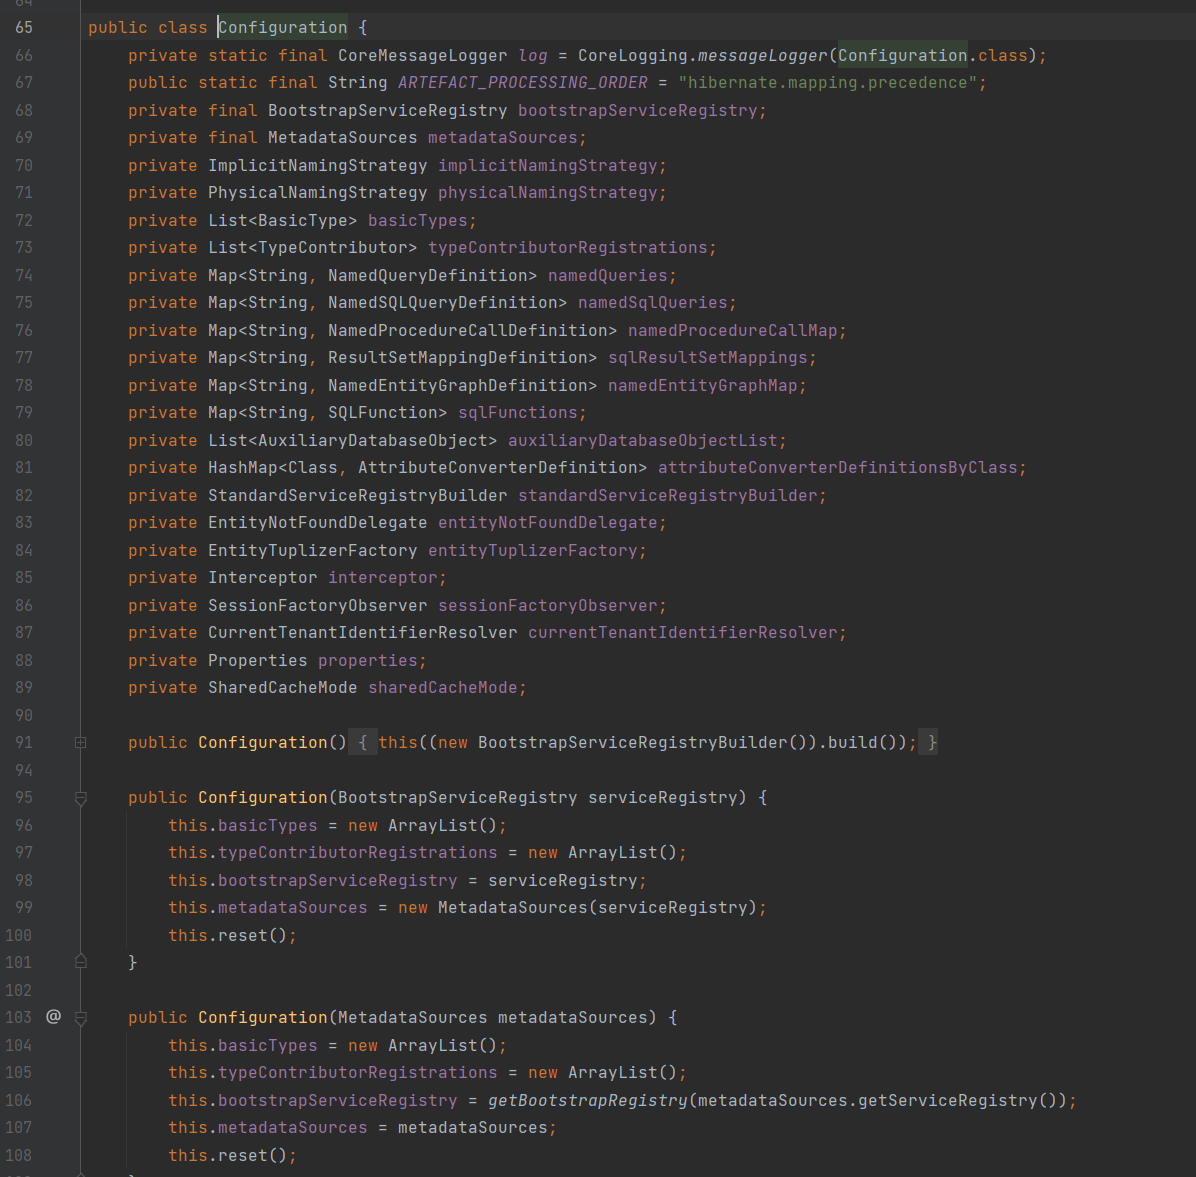 64
65 public class Configuration {
66 private static final CoreMessageLogger log = CoreLogging.messageLogger(Configuration.class);
67 public static final String ARTEFACT_PROCESSING_ORDER = "hibernate.mapping.precedence";
68 private final BootstrapServiceRegistry bootstrapServiceRegistry;
69 private final MetadataSources metadataSources;
70 private ImplicitNamingStrategy implicitNamingStrategy;
71 private PhysicalNamingStrategy physicalNamingStrategy;
72 private List<BasicType> basicTypes;
73 private List<TypeContributor> typeContributorRegistrations;
74 private Map<String, NamedQueryDefinition> namedQueries;
75 private Map<String, NamedSQLQueryDefinition> namedSqlQueries;
76 private Map<String, NamedProcedureCallDefinition> namedProcedureCallMap;
77 private Map<String, ResultSetMappingDefinition> sqlResultSetMappings;
78 private Map<String, NamedEntityGraphDefinition> namedEntityGraphMap;
79 private Map<String, SQLFunction> sqlFunctions;
80 private List<AuxiliaryDatabaseObject> auxiliaryDatabaseObjectList;
81 private HashMap<Class, AttributeConverterDefinition> attributeConverterDefinitionsByClass;
82 private StandardServiceRegistryBuilder standardServiceRegistryBuilder;
83 private EntityNotFoundDelegate entityNotFoundDelegate;
84 private EntityTuplizerFactory entityTuplizerFactory;
85 private Interceptor interceptor;
86 private SessionFactoryObserver sessionFactoryObserver;
87 private CurrentTenantIdentifierResolver currentTenantIdentifierResolver;
88 private Properties properties;
89 private SharedCacheMode sharedCacheMode;
90
91 public Configuration() { this((new BootstrapServiceRegistryBuilder()).build()); }
94
95 public Configuration(BootstrapServiceRegistry serviceRegistry) {
96 this.basicTypes = new ArrayList();
97 this.typeContributorRegistrations = new ArrayList();
98 this.bootstrapServiceRegistry = serviceRegistry;
99 this.metadataSources = new MetadataSources(serviceRegistry);
100 this.reset();
101 }
102
103 @ public Configuration(MetadataSources metadataSources) {
104 this.basicTypes = new ArrayList();
105 this.typeContributorRegistrations = new ArrayList();
106 this.bootstrapServiceRegistry = getBootstrapRegistry(metadataSources.getServiceRegistry());
107 this.metadataSources = metadataSources;
108 this.reset();